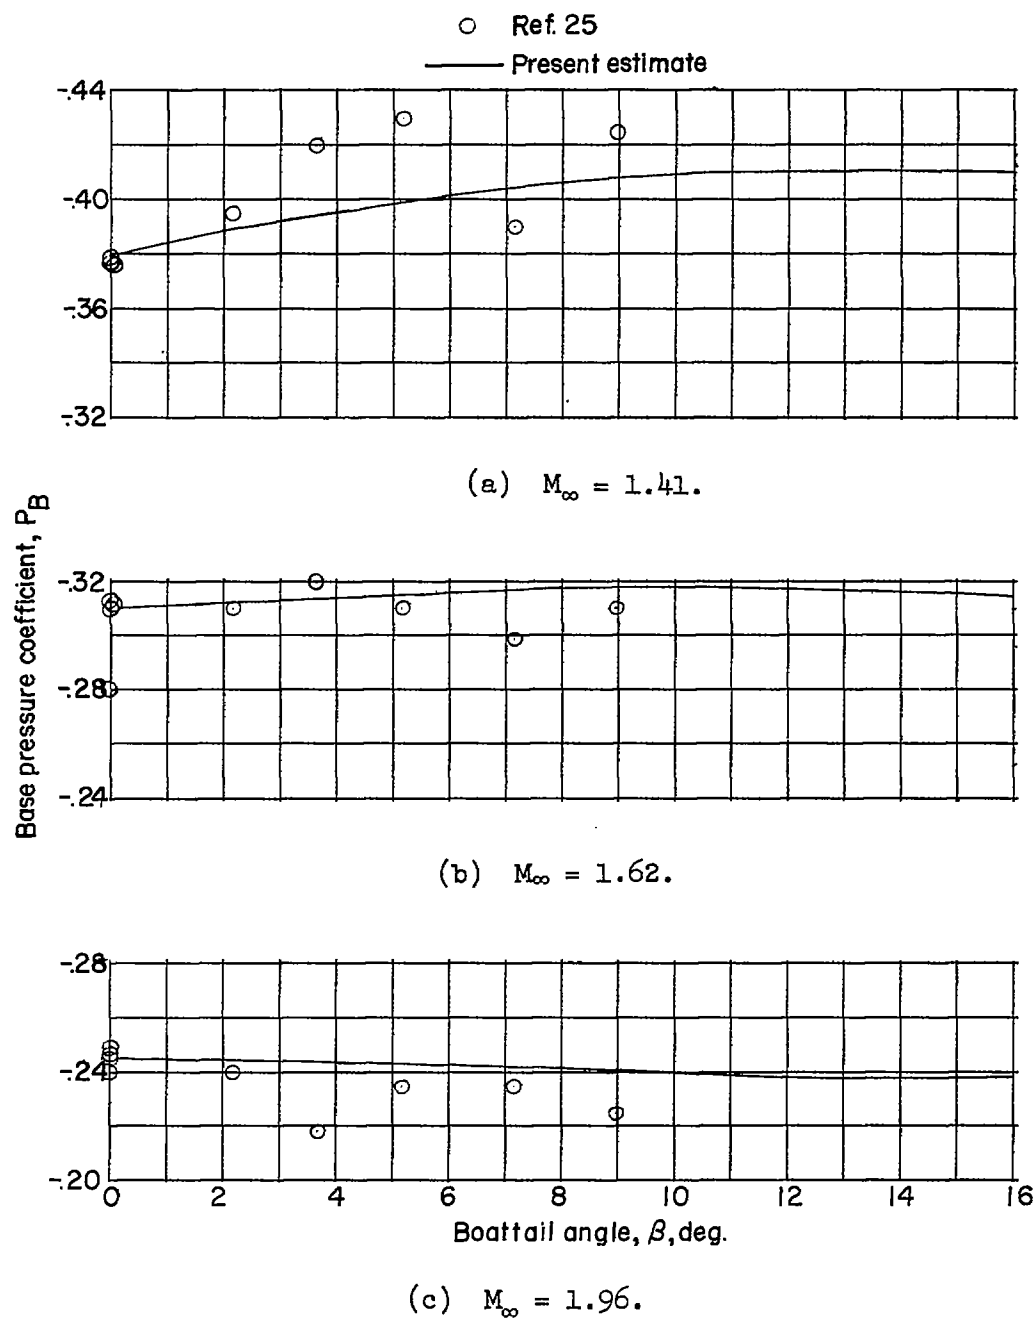 Ref. 25
Present estimate
-.44
-.40
-.36
-.32
(a) M∞ = 1.41.
Base pressure coefficient, PB
-.32
-.28
-.24
(b) M∞ = 1.62.
-.28
-.24
-.20
0 2 4 6 8 10 12 14 16
Boattail angle, β, deg.
(c) M∞ = 1.96.